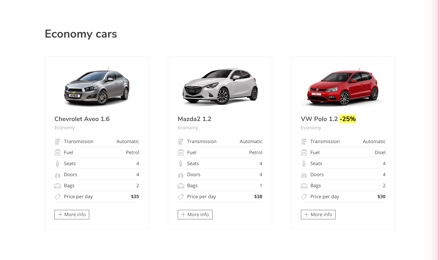 Economy cars
Chevrolet Aveo 1.6
Economy
Transmission Automatic
Fuel Petrol
Seats 4
Doors 4
Bags 2
Price per day $35
+ More info
Mazda2 1.2
Economy
Transmission Automatic
Fuel Petrol
Seats 4
Doors 4
Bags 1
Price per day $38
+ More info
VW Polo 1.2 -25%
Economy
Transmission Automatic
Fuel Disel
Seats 4
Doors 4
Bags 2
Price per day $30
+ More info